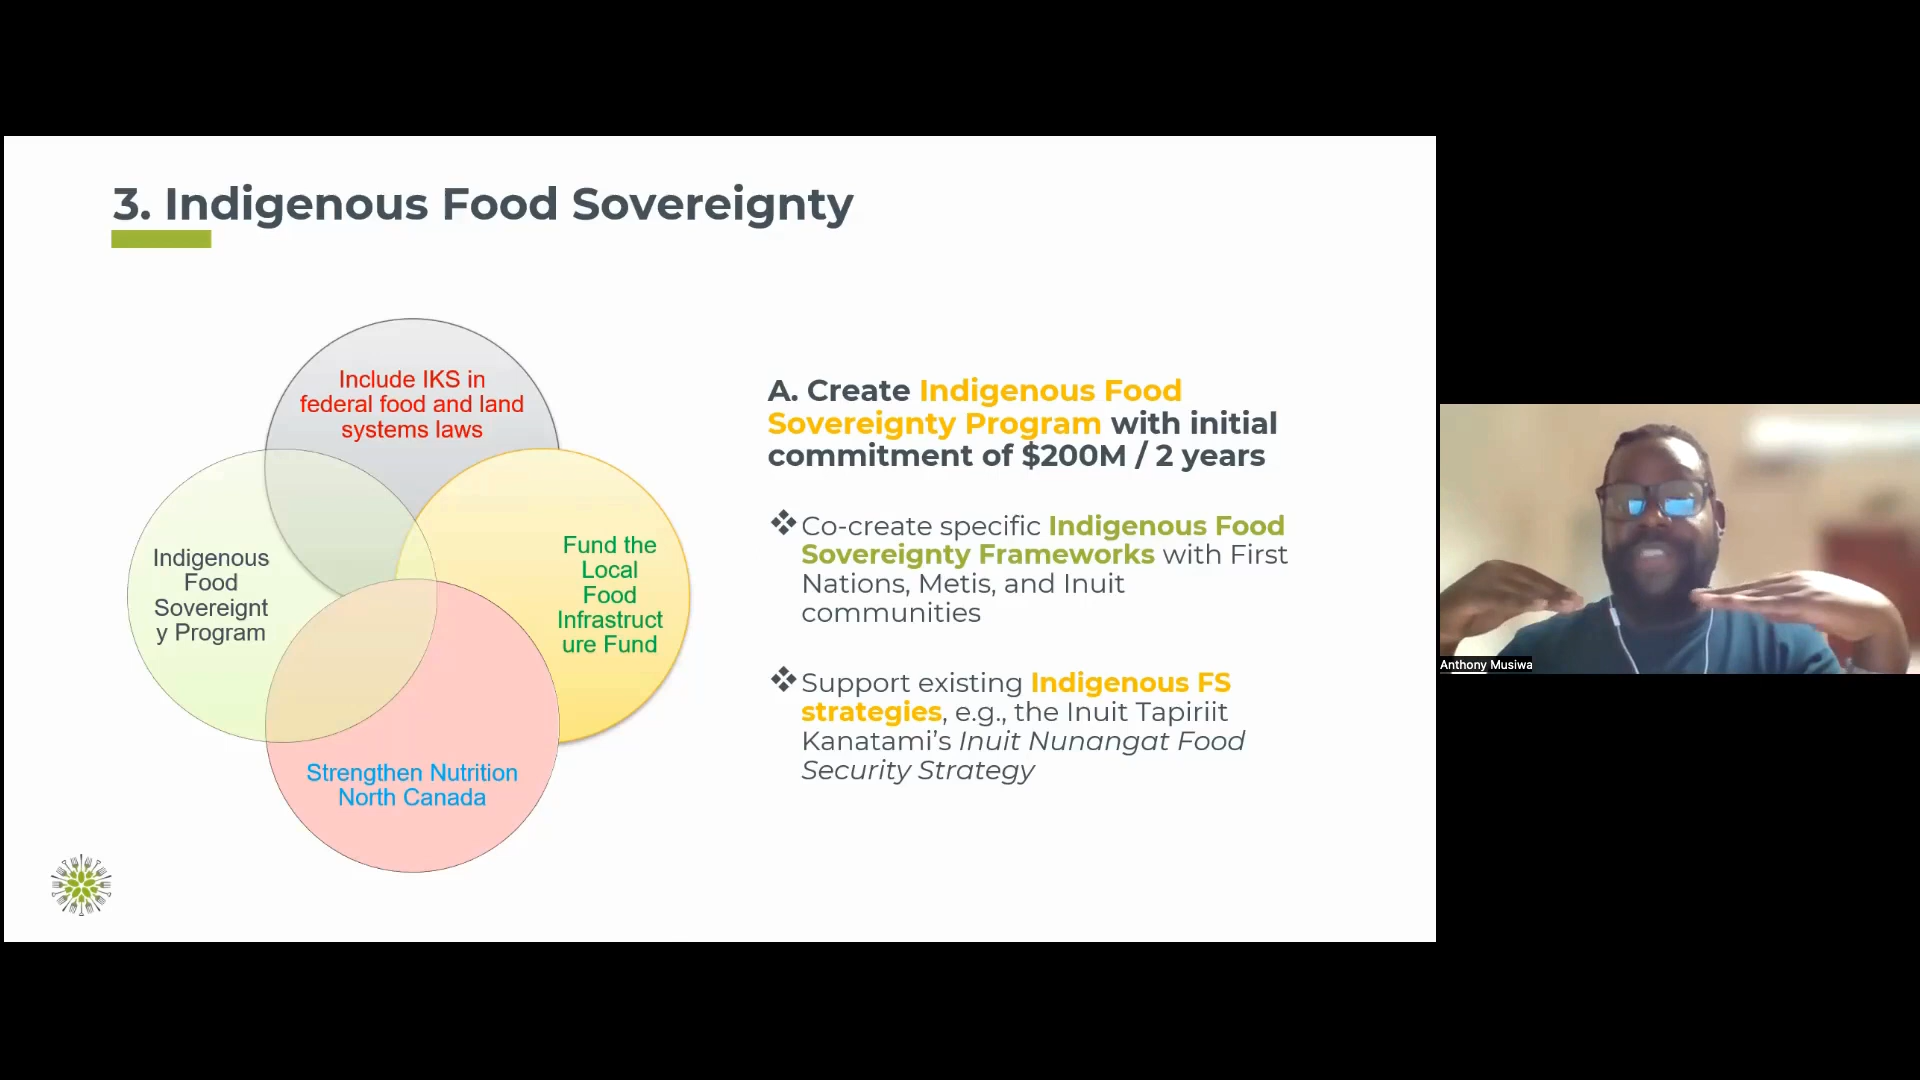 3. Indigenous Food Sovereignty
Include IKS in
federal food and land
systems laws
Indigenous
Food
Sovereignt
y Program
Fund the
Local
Food
Infrastruct
ure Fund
Strengthen Nutrition
North Canada
A. Create Indigenous Food
Sovereignty Program with initial
commitment of $200M / 2 years
❖ Co-create specific Indigenous Food
Sovereignty Frameworks with First
Nations, Metis, and Inuit
communities
❖ Support existing Indigenous FS
strategies, e.g., the Inuit Tapiriit
Kanatami’s Inuit Nunangat Food
Security Strategy
Anthony Musiwa